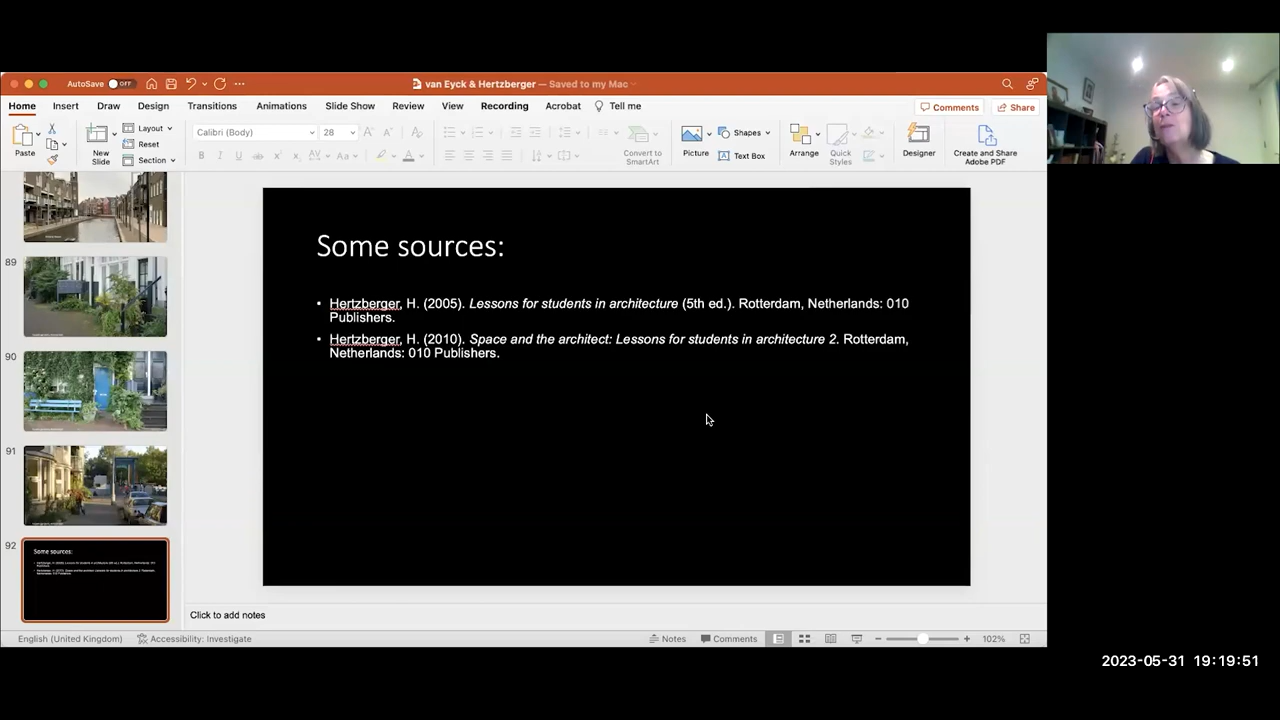 AutoSave OFF
van Eyck & Hertzberger — Saved to my Mac
Home Insert Draw Design Transitions Animations Slide Show Review View Recording Acrobat Tell me
Comments Share
Paste
New
Slide
Layout
Reset
Section
Calibri (Body) 28
Convert to
SmartArt
Picture
Shapes
Text Box
Arrange
Quick
Styles
Designer
Create and Share
Adobe PDF
89
90
91
92
Some sources:
Some sources:
• Hertzberger, H. (2005). Lessons for students in architecture (5th ed.). Rotterdam, Netherlands: 010
Publishers.
• Hertzberger, H. (2010). Space and the architect: Lessons for students in architecture 2. Rotterdam,
Netherlands: 010 Publishers.
Click to add notes
English (United Kingdom) Accessibility: Investigate
Notes Comments 102%
2023-05-31 19:19:51